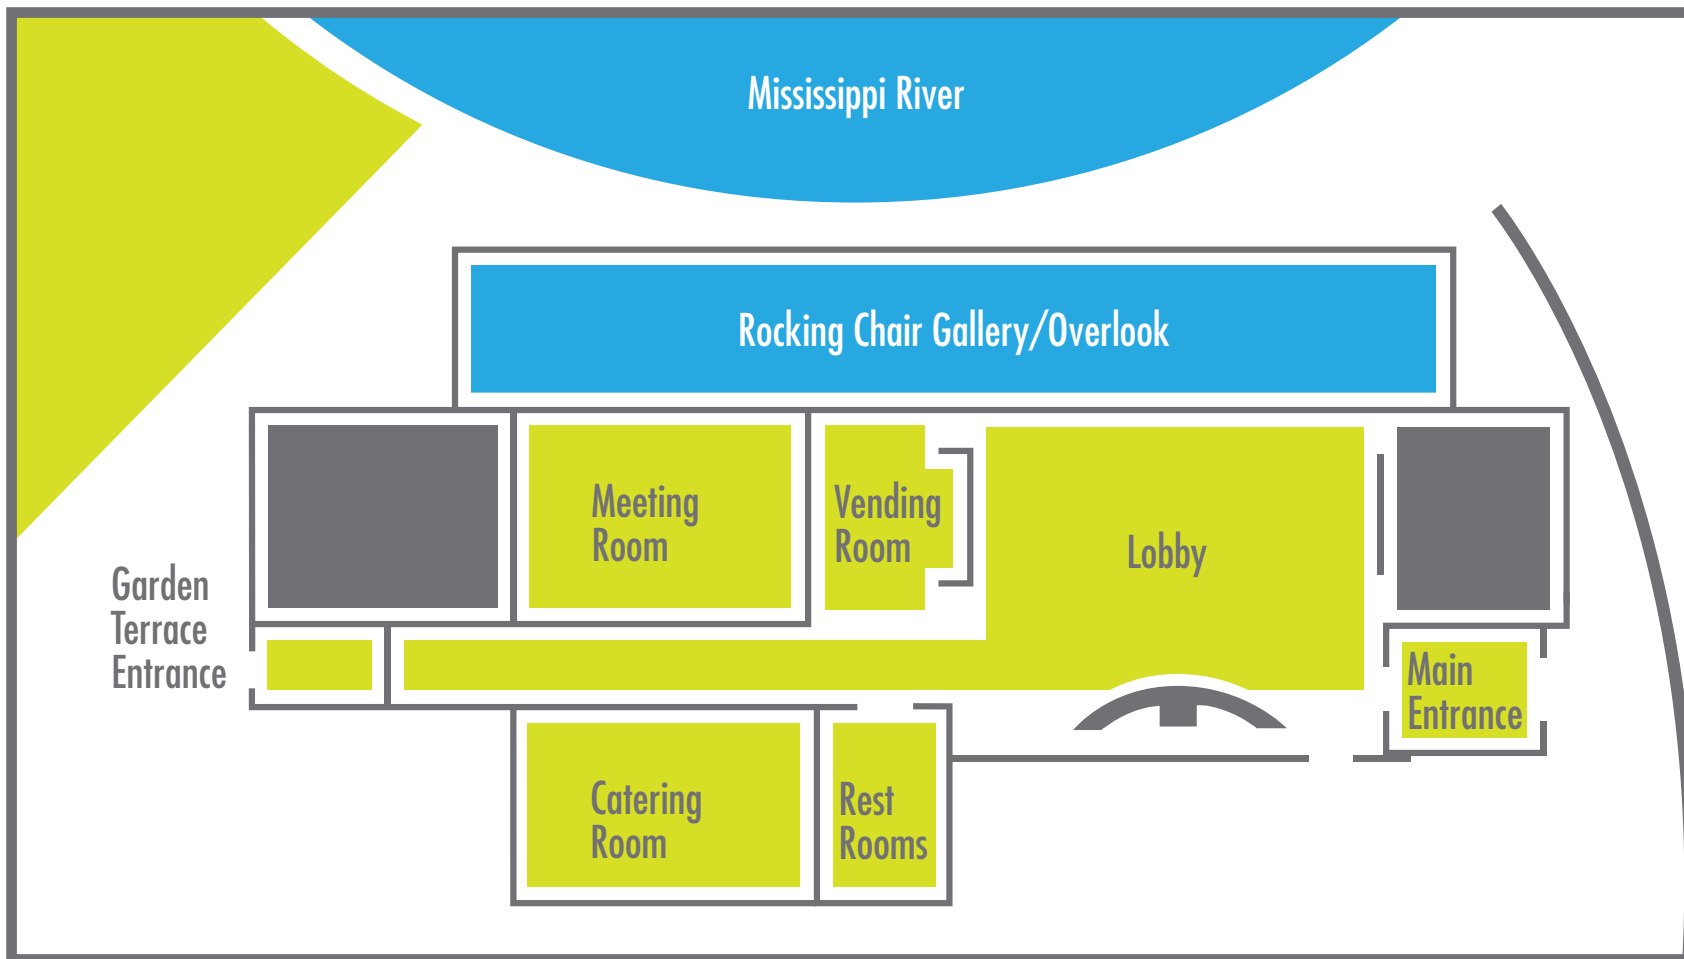 Mississippi River
Rocking Chair Gallery/Overlook
Meeting
Room
Vending
Room
Lobby
Garden
Terrace
Entrance
Main
Entrance
Catering
Room
Rest
Rooms